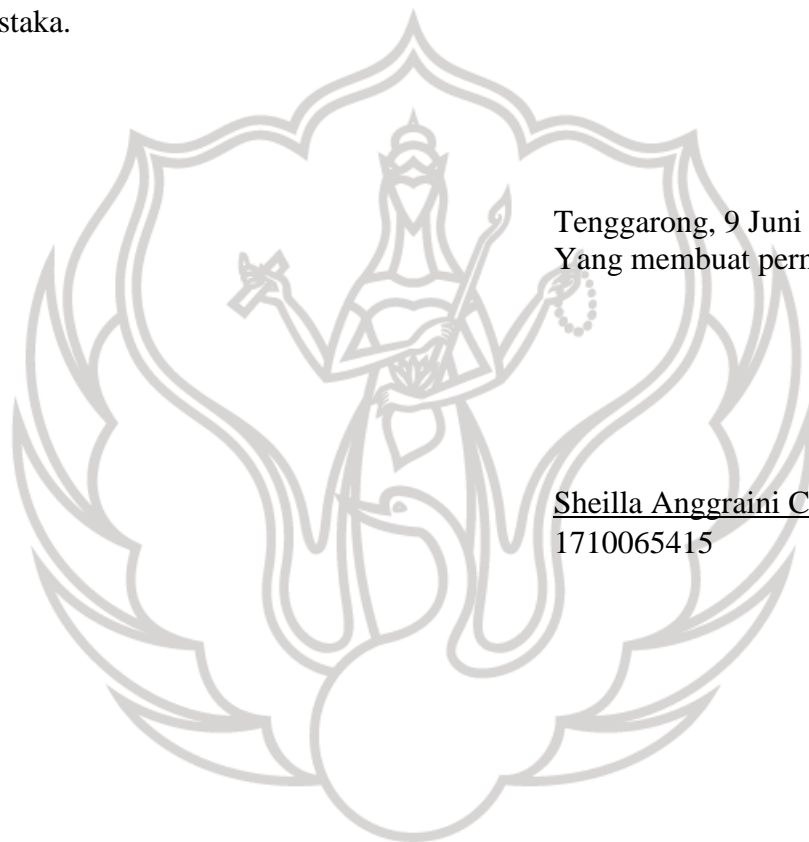 staka.
Tenggarong, 9 Juni
Yang membuat pern
Sheilla Anggraini C
1710065415